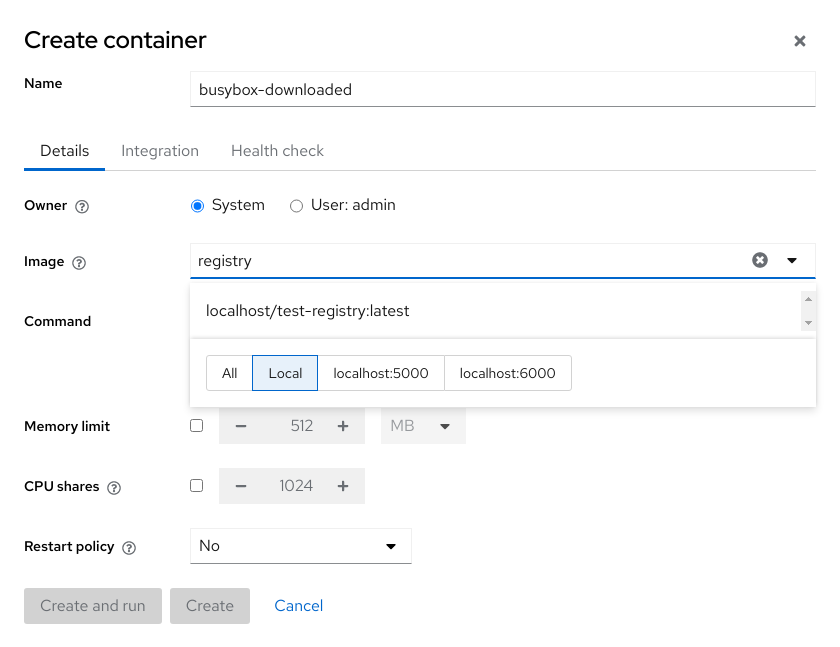 Create container
Name
busybox-downloaded
Details Integration Health check
Owner System User: admin
Image registry
localhost/test-registry:latest
Command
All Local localhost:5000 localhost:6000
Memory limit 512 MB
CPU shares 1024
Restart policy No
Create and run Create Cancel